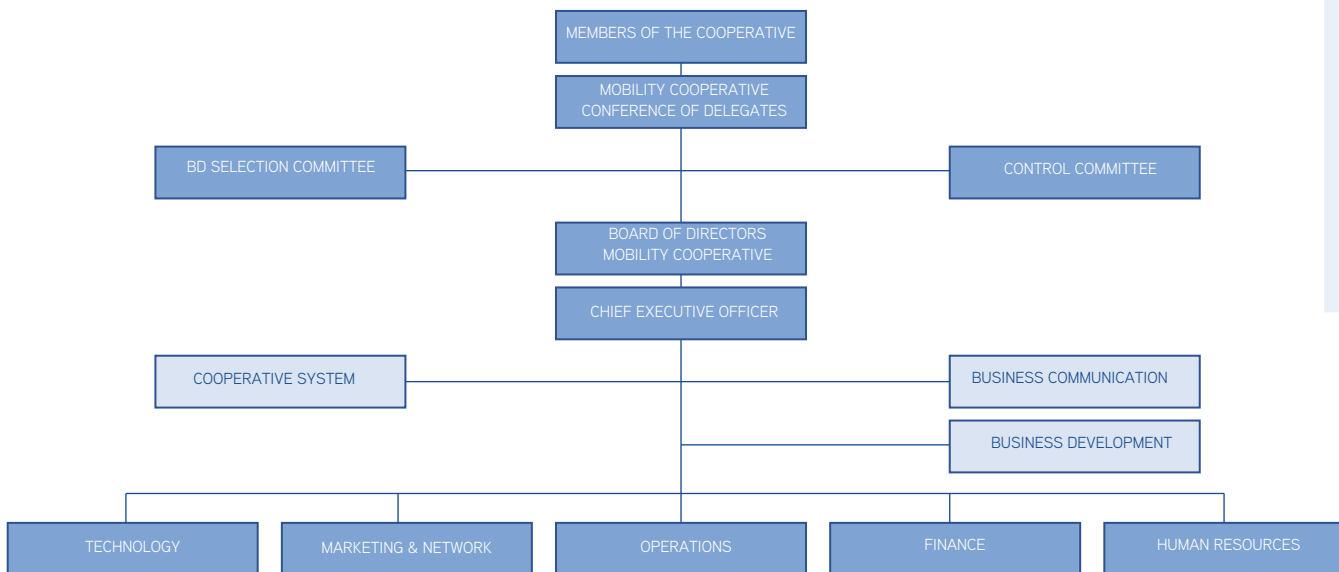 MEMBERS OF THE COOPERATIVE
MOBILITY COOPERATIVE
CONFERENCE OF DELEGATES
BD SELECTION COMMITTEE
CONTROL COMMITTEE
BOARD OF DIRECTORS
MOBILITY COOPERATIVE
CHIEF EXECUTIVE OFFICER
COOPERATIVE SYSTEM
BUSINESS COMMUNICATION
BUSINESS DEVELOPMENT
TECHNOLOGY
MARKETING & NETWORK
OPERATIONS
FINANCE
HUMAN RESOURCES